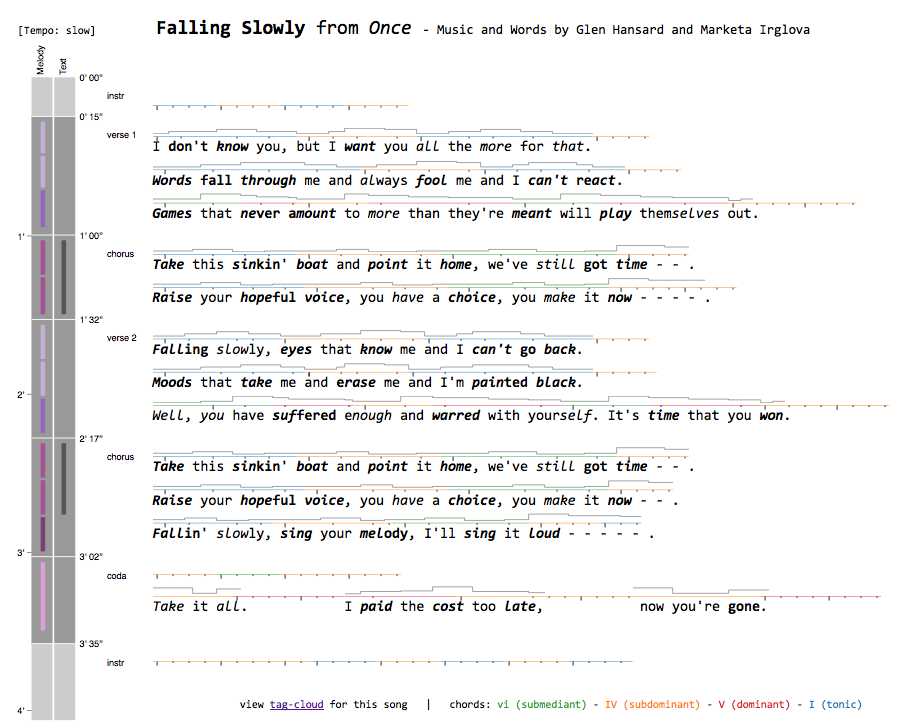 [Tempo: slow]
Falling Slowly from Once - Music and Words by Glen Hansard and Marketa Irglova
Melody
Text
0' 00"
instr
0' 15"
verse 1
I don't know you, but I want you all the more for that.
Words fall through me and always fool me and I can't react.
Games that never amount to more than they're meant will play themselves out.
1'
1' 00"
chorus
Take this sinkin' boat and point it home, we've still got time - - .
Raise your hopeful voice, you have a choice, you make it now - - - - .
1' 32"
verse 2
Falling slowly, eyes that know me and I can't go back.
Moods that take me and erase me and I'm painted black.
2'
Well, you have suffered enough and warred with yourself. It's time that you won.
2' 17"
chorus
Take this sinkin' boat and point it home, we've still got time - - .
Raise your hopeful voice, you have a choice, you make it now - - .
Fallin' slowly, sing your melody, I'll sing it loud - - - - - .
3'
3' 02"
coda
Take it all. I paid the cost too late, now you're gone.
3' 35"
instr
view tag-cloud for this song | chords: vi (submediant) - IV (subdominant) - V (dominant) - I (tonic)
4'